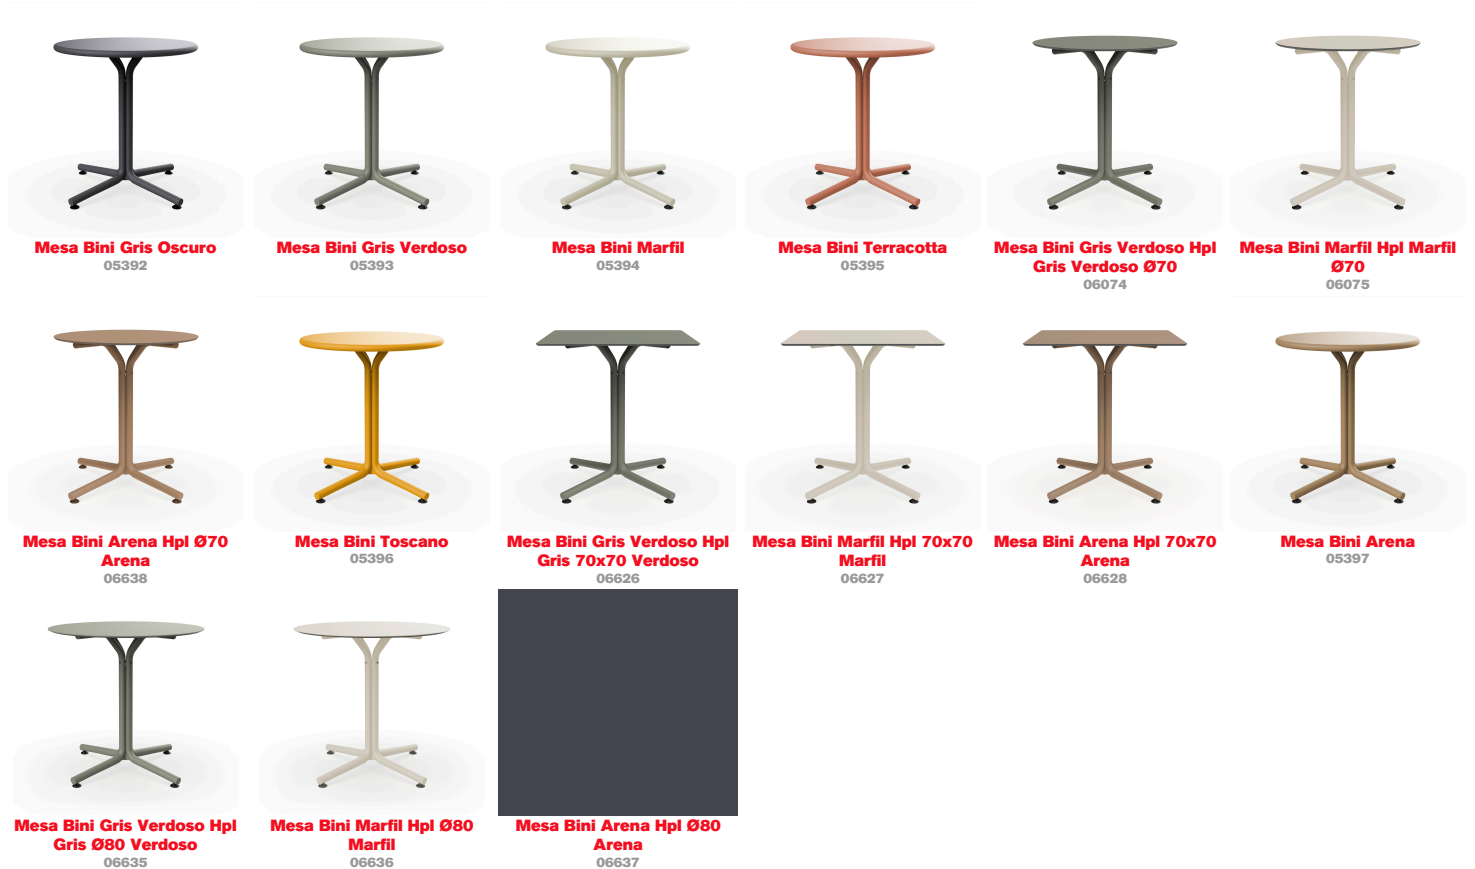 Mesa Bini Gris Oscuro
05392
Mesa Bini Gris Verdoso
05393
Mesa Bini Marfil
05394
Mesa Bini Terracotta
05395
Mesa Bini Gris Verdoso Hpl
Gris Verdoso Ø70
06074
Mesa Bini Marfil Hpl Marfil
Ø70
06075
Mesa Bini Arena Hpl Ø70
Arena
06638
Mesa Bini Toscano
05396
Mesa Bini Gris Verdoso Hpl
Gris 70x70 Verdoso
06626
Mesa Bini Marfil Hpl 70x70
Marfil
06627
Mesa Bini Arena Hpl 70x70
Arena
06628
Mesa Bini Arena
05397
Mesa Bini Gris Verdoso Hpl
Gris Ø80 Verdoso
06635
Mesa Bini Marfil Hpl Ø80
Marfil
06636
Mesa Bini Arena Hpl Ø80
Arena
06637